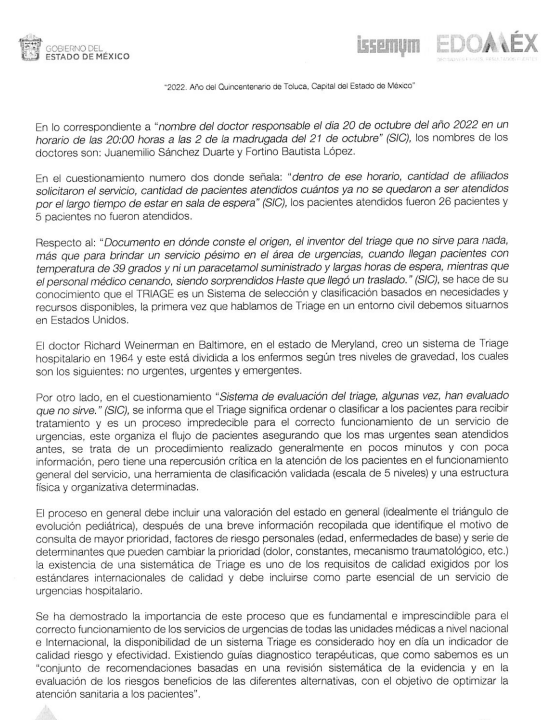 GOBIERNO DEL
ESTADO DE MÉXICO
issemym
EDOMÉX
"2022. Año del Quincentenario de Toluca, Capital del Estado de México"
En lo correspondiente a "nombre del doctor responsable el día 20 de octubre del año 2022 en un
horario de las 20:00 horas a las 2 de la madrugada del 21 de octubre" (SIC), los nombres de los
doctores son: Juanemilio Sánchez Duarte y Fortino Bautista López.
En el cuestionamiento numero dos donde señala: "dentro de ese horario, cantidad de afiliados
solicitaron el servicio, cantidad de pacientes atendidos cuántos ya no se quedaron a ser atendidos
por el largo tiempo de estar en sala de espera" (SIC), los pacientes atendidos fueron 26 pacientes y
5 pacientes no fueron atendidos.
Respecto al: "Documento en dónde conste el origen, el inventor del triage que no sirve para nada,
más que para brindar un servicio pésimo en el área de urgencias, cuando llegan pacientes con
temperatura de 39 grados y ni un paracetamol suministrado y largas horas de espera, mientras que
el personal médico cenando, siendo sorprendidos Haste que llegó un traslado." (SIC), se hace de su
conocimiento que el TRIAGE es un Sistema de selección y clasificación basados en necesidades y
recursos disponibles, la primera vez que hablamos de Triage en un entorno civil debemos situarnos
en Estados Unidos.
El doctor Richard Weinerman en Baltimore, en el estado de Meryland, creo un sistema de Triage
hospitalario en 1964 y este está dividida a los enfermos según tres niveles de gravedad, los cuales
son los siguientes: no urgentes, urgentes y emergentes.
Por otro lado, en el cuestionamiento "Sistema de evaluación del triage, algunas vez, han evaluado
que no sirve." (SIC), se informa que el Triage significa ordenar o clasificar a los pacientes para recibir
tratamiento y es un proceso impredecible para el correcto funcionamiento de un servicio de
urgencias, este organiza el flujo de pacientes asegurando que los mas urgentes sean atendidos
antes, se trata de un procedimiento realizado generalmente en pocos minutos y con poca
información, pero tiene una repercusión crítica en la atención de los pacientes en el funcionamiento
general del servicio, una herramienta de clasificación validada (escala de 5 niveles) y una estructura
física y organizativa determinadas.
El proceso en general debe incluir una valoración del estado en general (idealmente el triángulo de
evolución pediátrica), después de una breve información recopilada que identifique el motivo de
consulta de mayor prioridad, factores de riesgo personales (edad, enfermedades de base) y serie de
determinantes que pueden cambiar la prioridad (dolor, constantes, mecanismo traumatológico, etc.)
la existencia de una sistemática de Triage es uno de los requisitos de calidad exigidos por los
estándares internacionales de calidad y debe incluirse como parte esencial de un servicio de
urgencias hospitalario.
Se ha demostrado la importancia de este proceso que es fundamental e imprescindible para el
correcto funcionamiento de los servicios de urgencias de todas las unidades médicas a nivel nacional
e Internacional, la disponibilidad de un sistema Triage es considerado hoy en día un indicador de
calidad riesgo y efectividad. Existiendo guías diagnostico terapéuticas, que como sabemos es un
"conjunto de recomendaciones basadas en una revisión sistemática de la evidencia y en la
evaluación de los riesgos beneficios de las diferentes alternativas, con el objetivo de optimizar la
atención sanitaria a los pacientes".